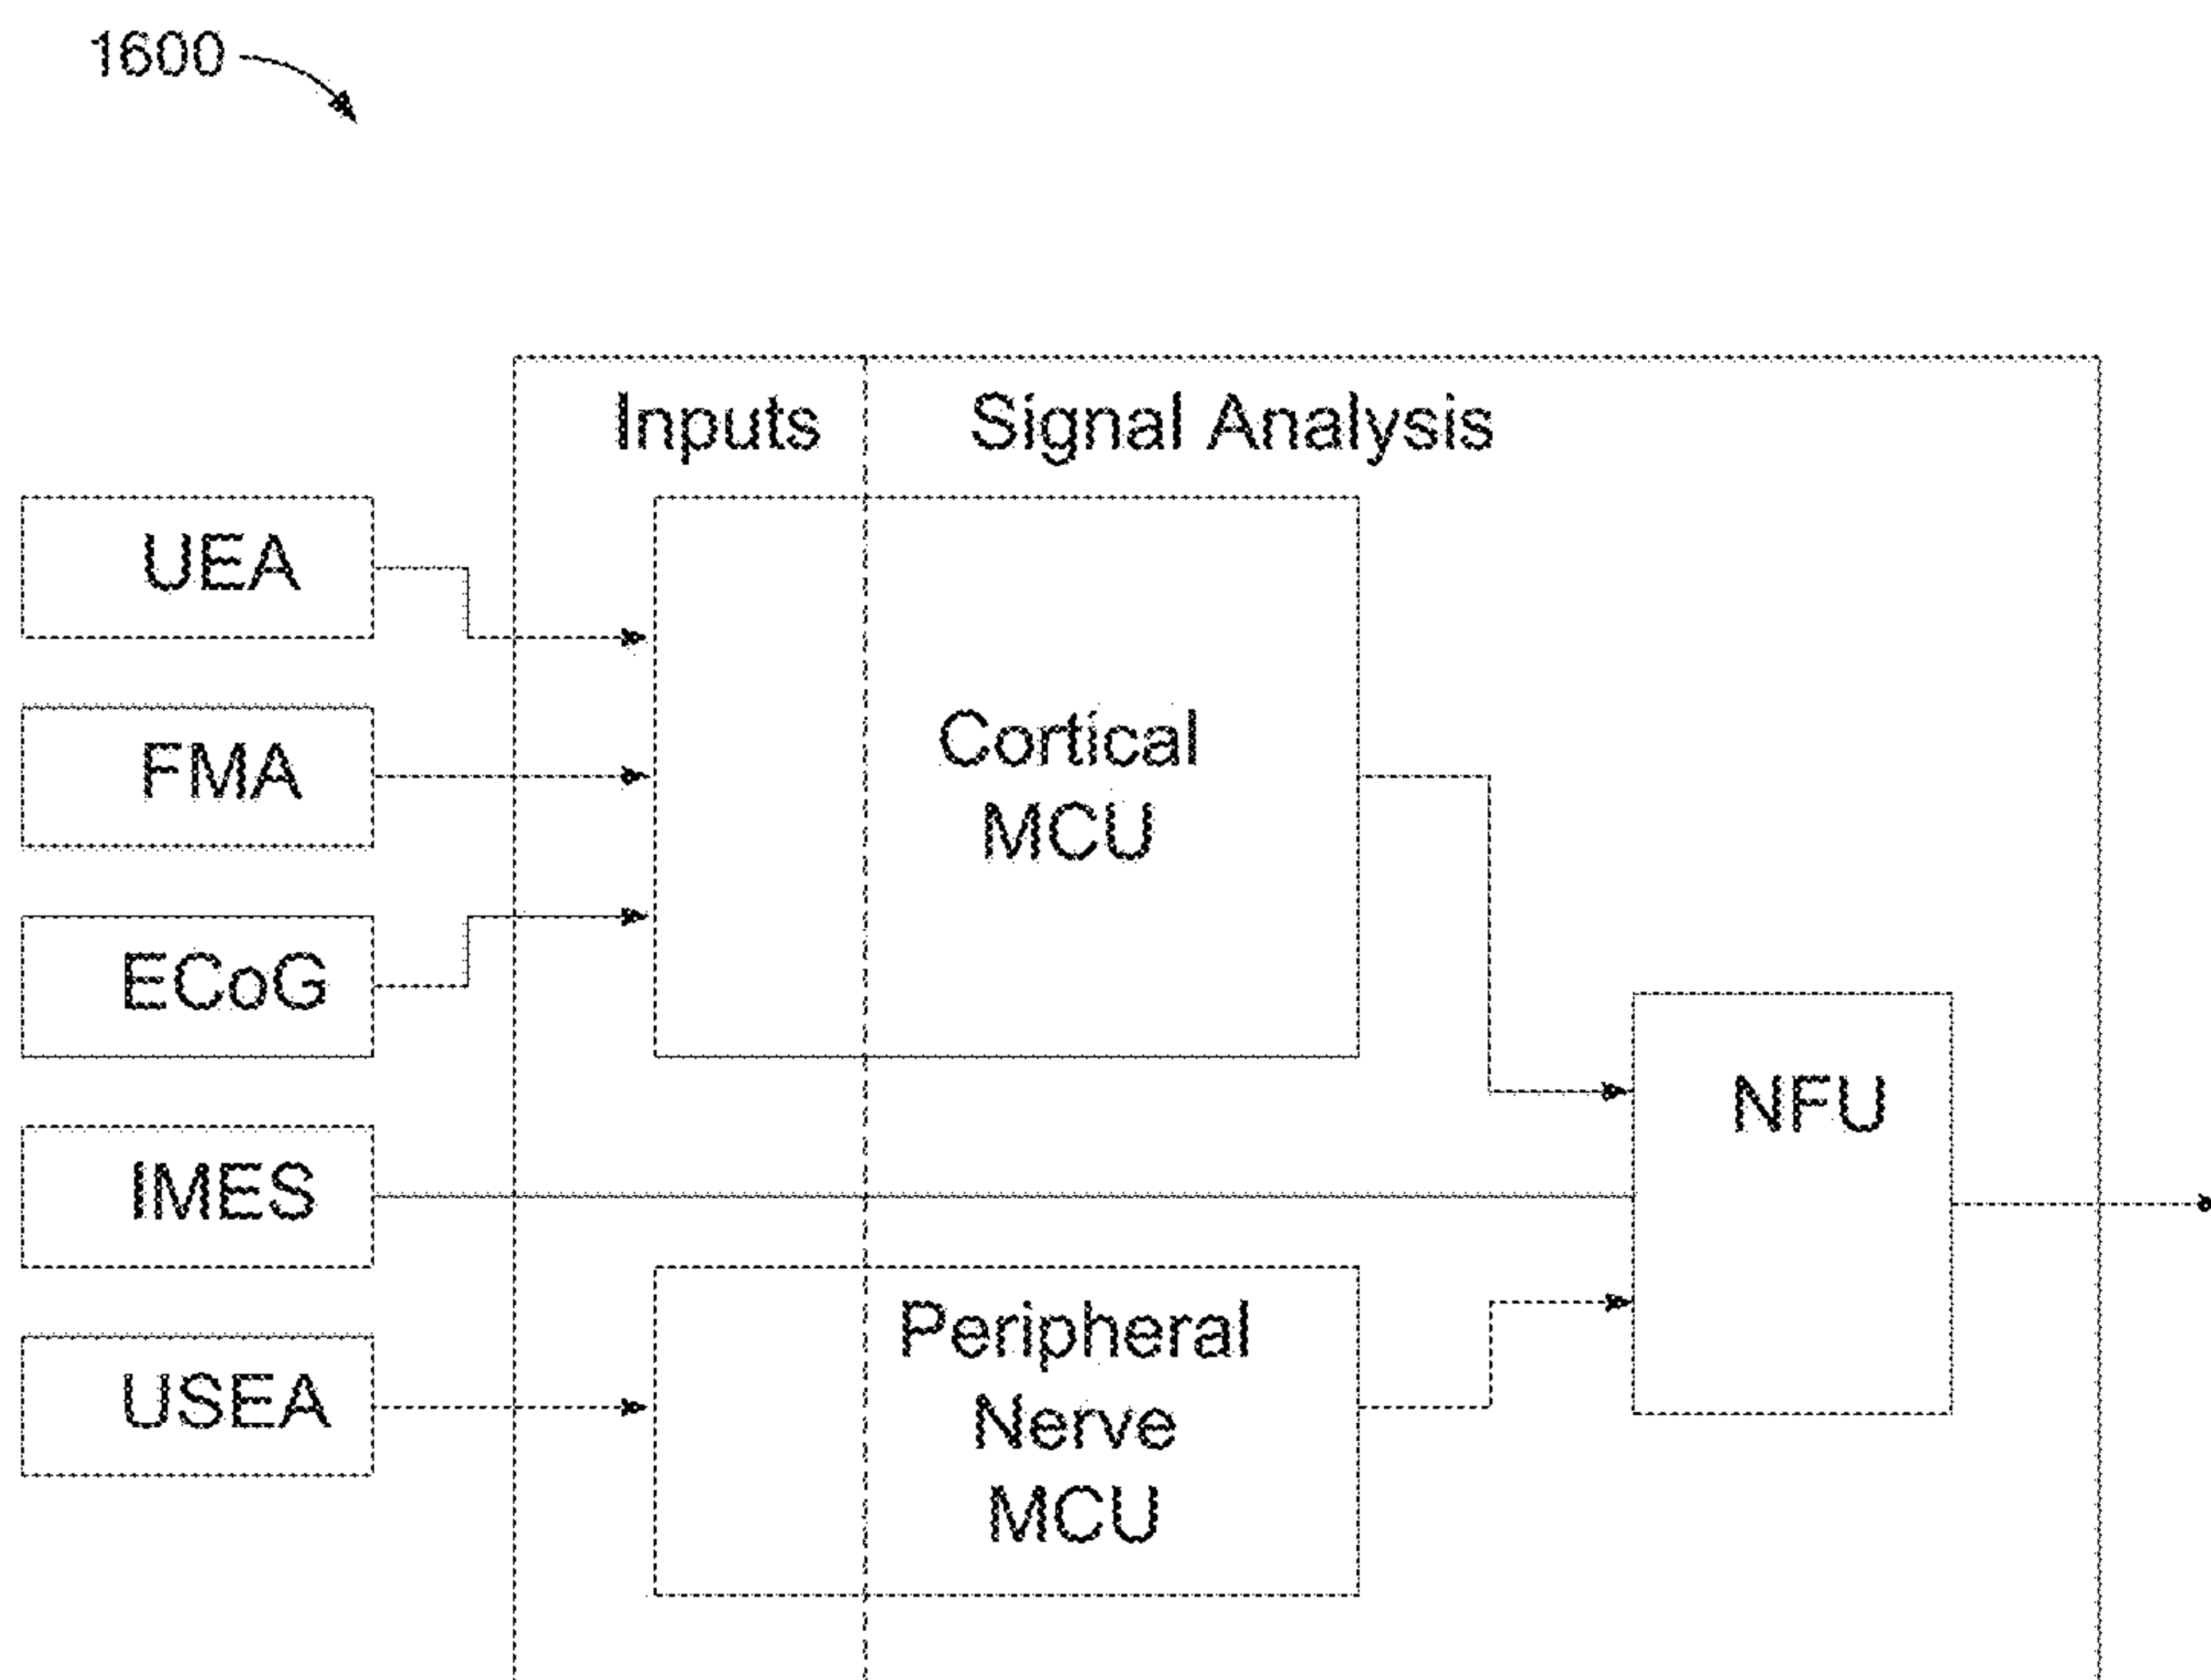 1600
Inputs
Signal Analysis
UEA
FMA
ECoG
IMES
USEA
Cortical
MCU
Peripheral
Nerve
MCU
NFU